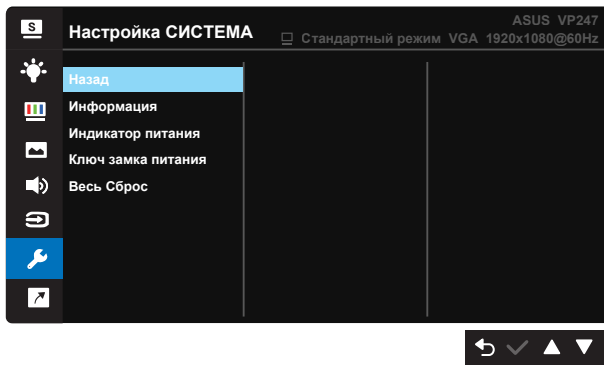 S
Настройка СИСТЕМА
ASUS VP247
Стандартный режим VGA 1920x1080@60Hz
Назад
Информация
Индикатор питания
Ключ замка питания
Весь Сброс